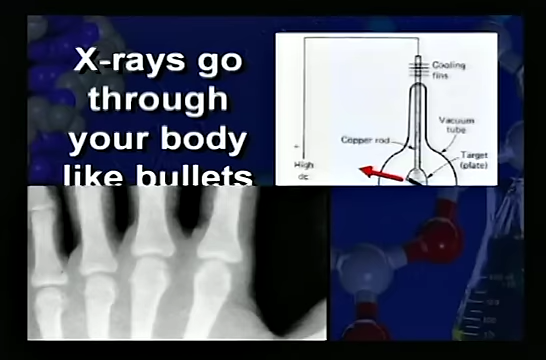 X-rays go
through
your body
like bullets
Cooling
fins
Vacuum
tube
Copper rod
Target
(plate)
+
High
dc